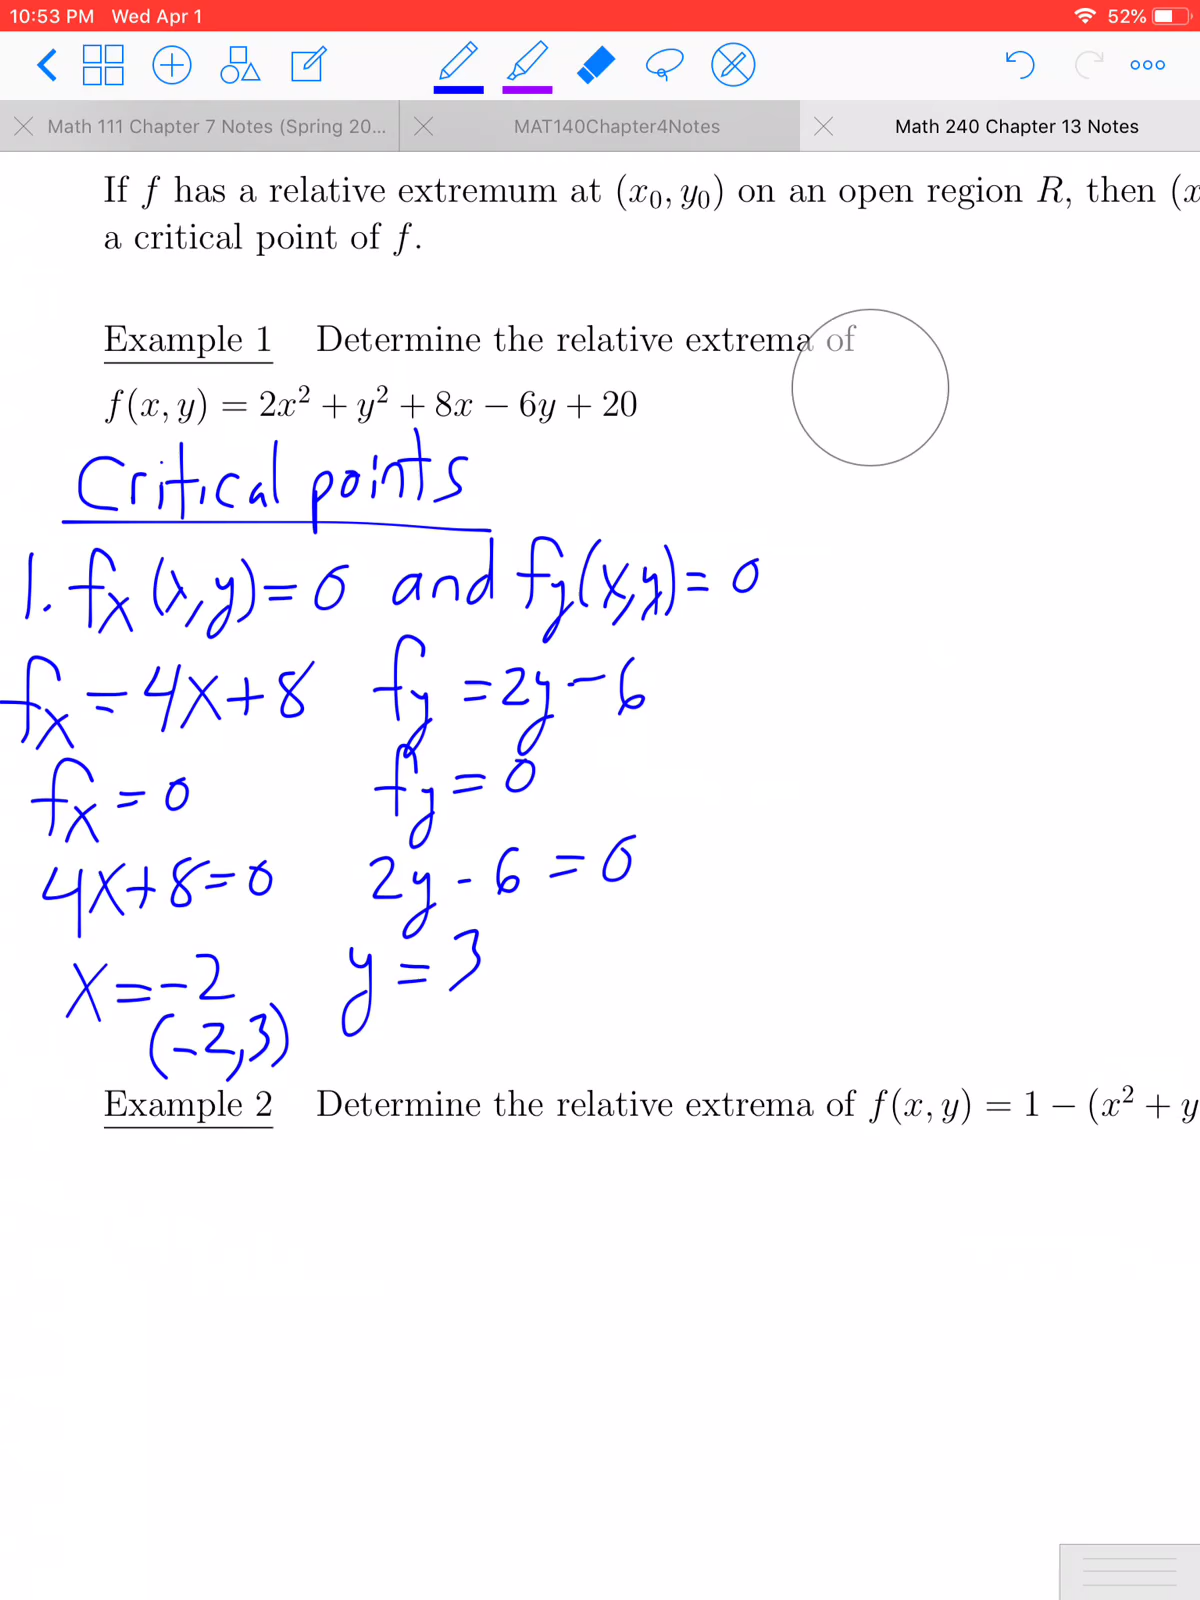 10:53 PM Wed Apr 1 52%
Math 111 Chapter 7 Notes (Spring 20... MAT140Chapter4Notes Math 240 Chapter 13 Notes
If f has a relative extremum at (x₀, y₀) on an open region R, then (x
a critical point of f.
Example 1 Determine the relative extrema of
f(x, y) = 2x² + y² + 8x − 6y + 20
Critical points
1. fx (x,y)=0 and fy(x,y)=0
fx = 4x+8 fy = 2y-6
fx = 0 fy = 0
4x+8=0 2y-6=0
x=-2 y=3
(-2,3)
Example 2 Determine the relative extrema of f(x, y) = 1 − (x² + y